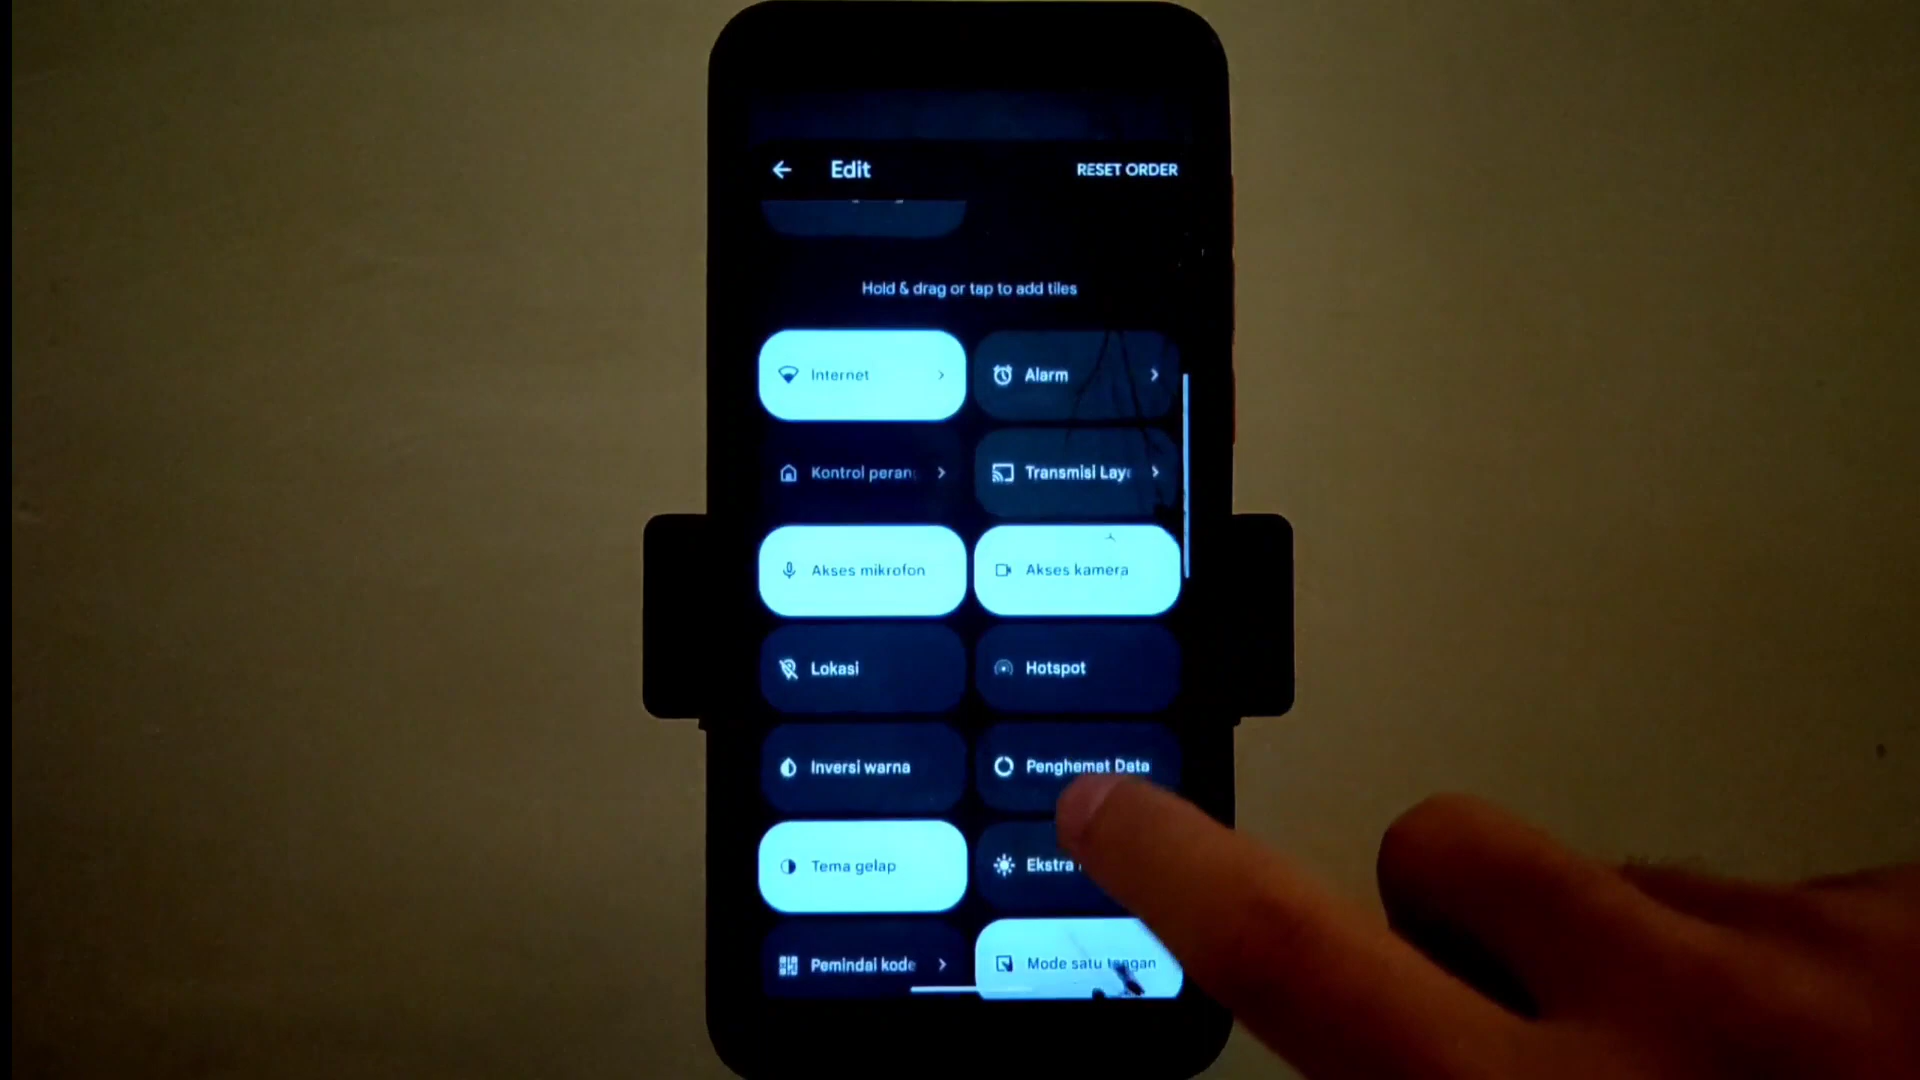 Edit
RESET ORDER
Hold & drag or tap to add tiles
Internet
Alarm
Kontrol peran
Transmisi Lay
Akses mikrofon
Akses kamera
Lokasi
Hotspot
Inversi warna
Penghemat Data
Tema gelap
Ekstra
Pemindai kode
Mode satu tangan